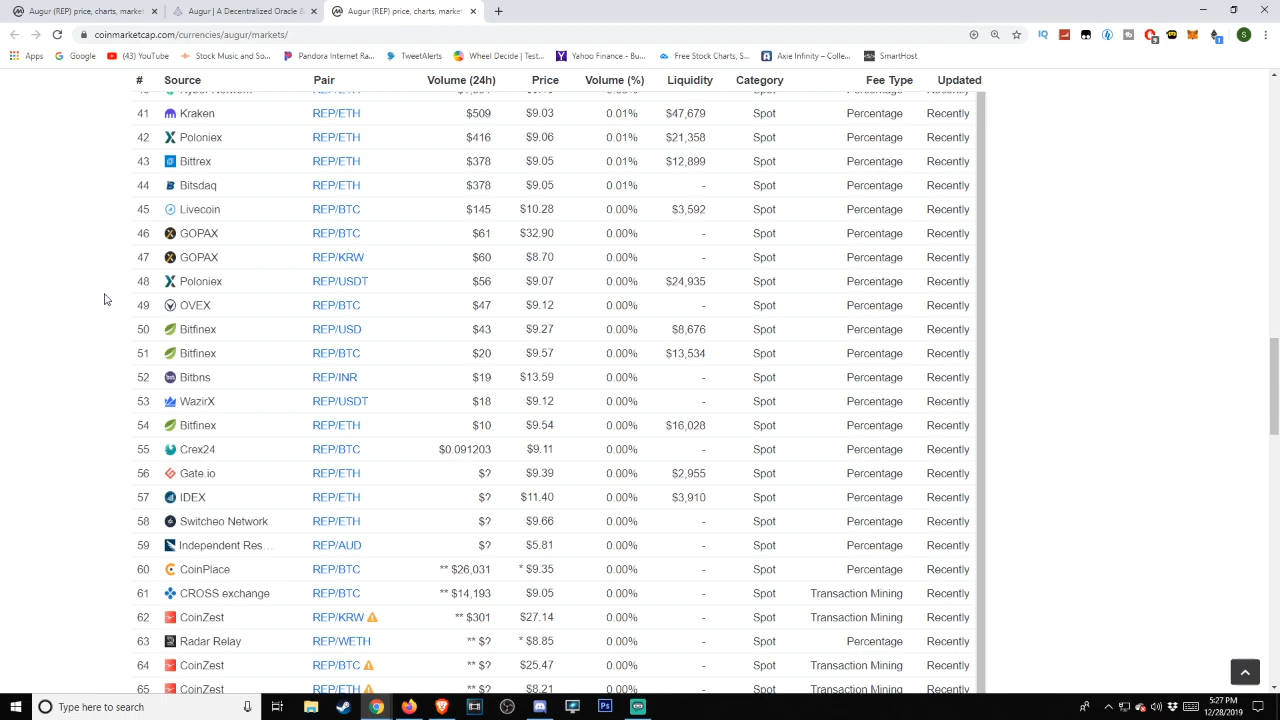 Augur (REP) price, charts, market
Augur | A Decentralized Oracle &
Augur (REP) price, charts, market
coinmarketcap.com/currencies/augur/markets/
Apps Google (43) YouTube Stock Music and So... Pandora Internet Ra... TweetAlerts Wheel Decide | Test... Yahoo Finance - Bu... Free Stock Charts, S... Axie Infinity – Colle... SmartHost
# Source Pair Volume (24h) Price Volume (%) Liquidity Category Fee Type Updated
41 Kraken REP/ETH $509 $9.03 0.01% $47,679 Spot Percentage Recently
42 Poloniex REP/ETH $416 $9.06 0.01% $21,358 Spot Percentage Recently
43 Bittrex REP/ETH $378 $9.05 0.01% $12,899 Spot Percentage Recently
44 Bitsdaq REP/ETH $378 $9.05 0.01% - Spot Percentage Recently
45 Livecoin REP/BTC $145 $10.28 0.00% $3,592 Spot Percentage Recently
46 GOPAX REP/BTC $61 $32.90 0.00% - Spot Percentage Recently
47 GOPAX REP/KRW $60 $8.70 0.00% - Spot Percentage Recently
48 Poloniex REP/USDT $56 $9.07 0.00% $24,935 Spot Percentage Recently
49 OVEX REP/BTC $47 $9.12 0.00% - Spot Percentage Recently
50 Bitfinex REP/USD $43 $9.27 0.00% $8,676 Spot Percentage Recently
51 Bitfinex REP/BTC $20 $9.57 0.00% $13,534 Spot Percentage Recently
52 Bitbns REP/INR $19 $13.59 0.00% - Spot Percentage Recently
53 WazirX REP/USDT $18 $9.12 0.00% - Spot Percentage Recently
54 Bitfinex REP/ETH $10 $9.54 0.00% $16,028 Spot Percentage Recently
55 Crex24 REP/BTC $0.091203 $9.11 0.00% - Spot Percentage Recently
56 Gate.io REP/ETH $? $9.39 0.00% $2,955 Spot Percentage Recently
57 IDEX REP/ETH $? $11.40 0.00% $3,910 Spot Percentage Recently
58 Switcheo Network REP/ETH $? $9.66 0.00% - Spot Percentage Recently
59 Independent Res... REP/AUD $? $5.81 0.00% - Spot Percentage Recently
60 CoinPlace REP/BTC ** $26,031 * $9.35 0.00% - Spot Percentage Recently
61 CROSS exchange REP/BTC ** $14,193 $9.05 0.00% - Spot Transaction Mining Recently
62 CoinZest REP/KRW ** $301 $27.14 0.00% - Spot Transaction Mining Recently
63 Radar Relay REP/WETH ** $? * $8.85 0.00% - Spot Percentage Recently
64 CoinZest REP/BTC ** $? $25.47 0.00% - Spot Transaction Mining Recently
65 CoinZest REP/ETH ** $? $8.21 0.00% - Spot Transaction Mining Recently
Type here to search
5:27 PM
12/28/2019